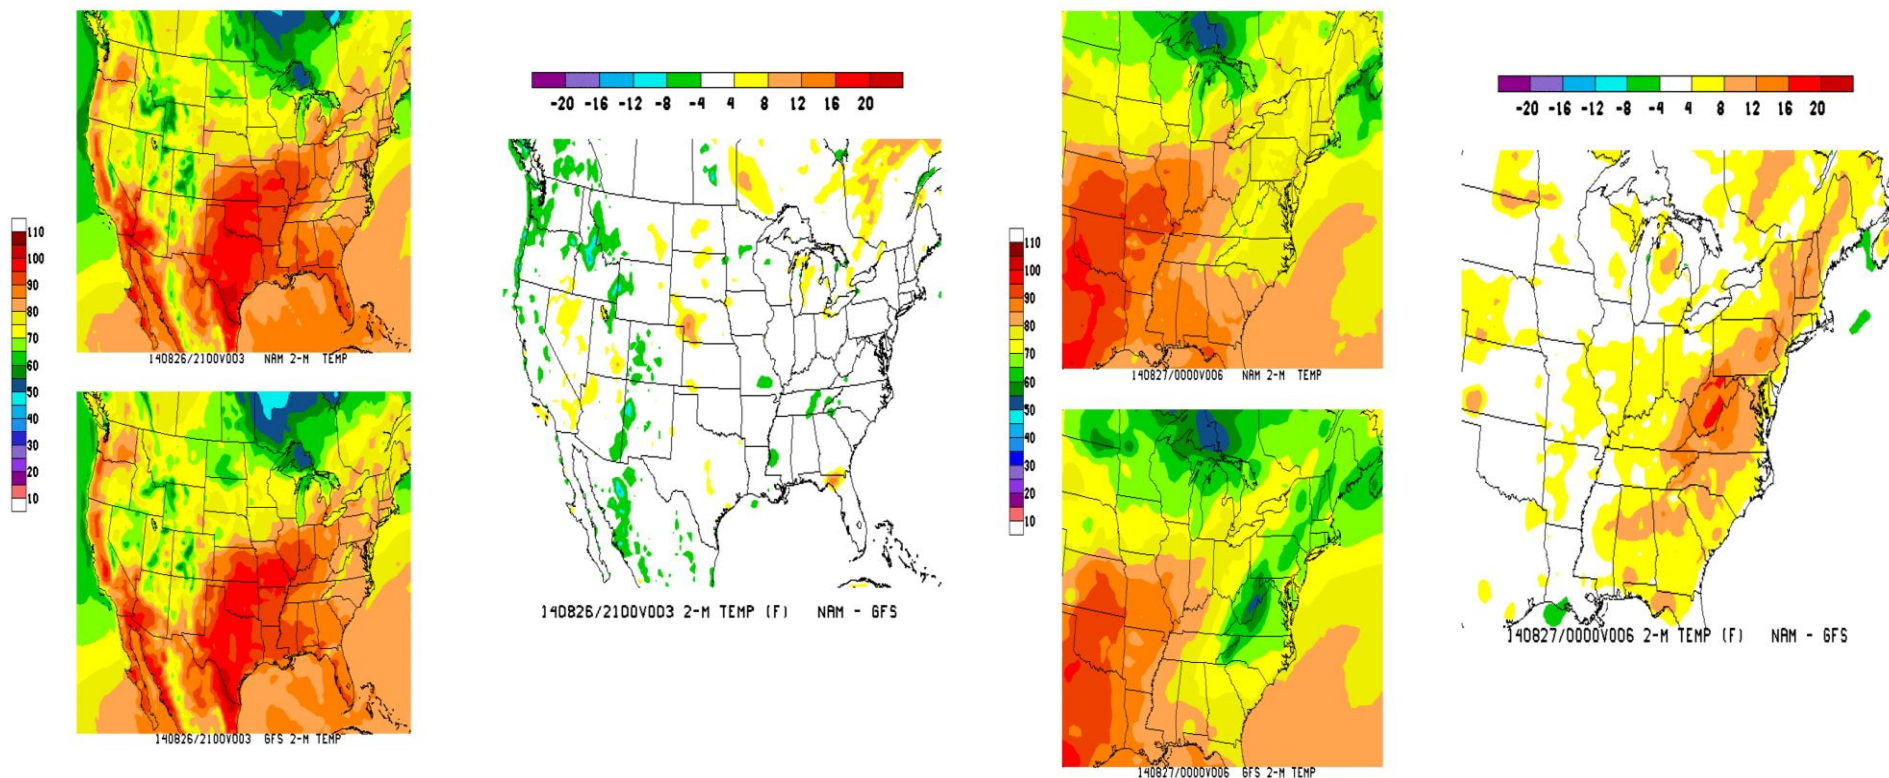 110
100
90
80
70
60
50
40
30
20
10
140826/2100V003 NAM 2-M TEMP
140826/2100V003 GFS 2-M TEMP
-20 -16 -12 -8 -4 4 8 12 16 20
140826/2100V003 2-M TEMP (F) NAM - GFS
110
100
90
80
70
60
50
40
30
20
10
140827/0000V006 NAM 2-M TEMP
140827/0000V006 GFS 2-M TEMP
-20 -16 -12 -8 -4 4 8 12 16 20
140827/0000V006 2-M TEMP (F) NAM - GFS